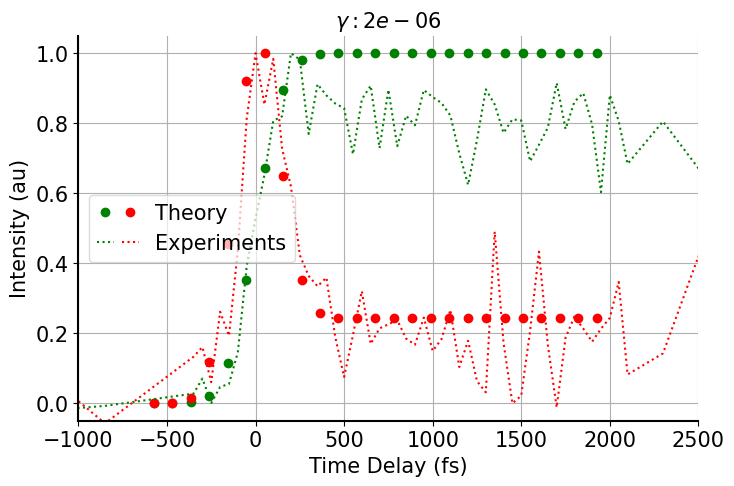 γ : 2e − 06
Intensity (au)
1.0
0.8
0.6
0.4
0.2
0.0
Theory
Experiments
−1000 −500 0 500 1000 1500 2000 2500
Time Delay (fs)